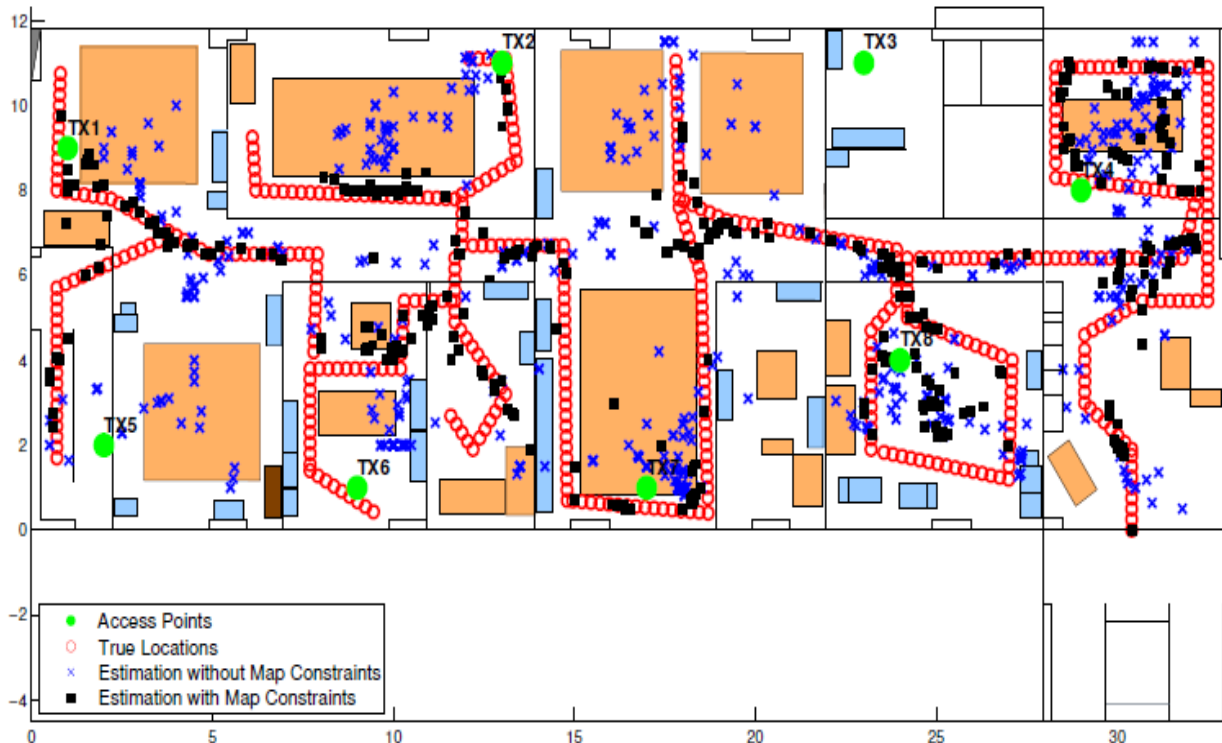 12
TX2
TX3
10
TX1
TX4
8
6
TX8
4
TX5
2
TX6
TX7
0
−2
Access Points
True Locations
Estimation without Map Constraints
Estimation with Map Constraints
−4
0
5
10
15
20
25
30